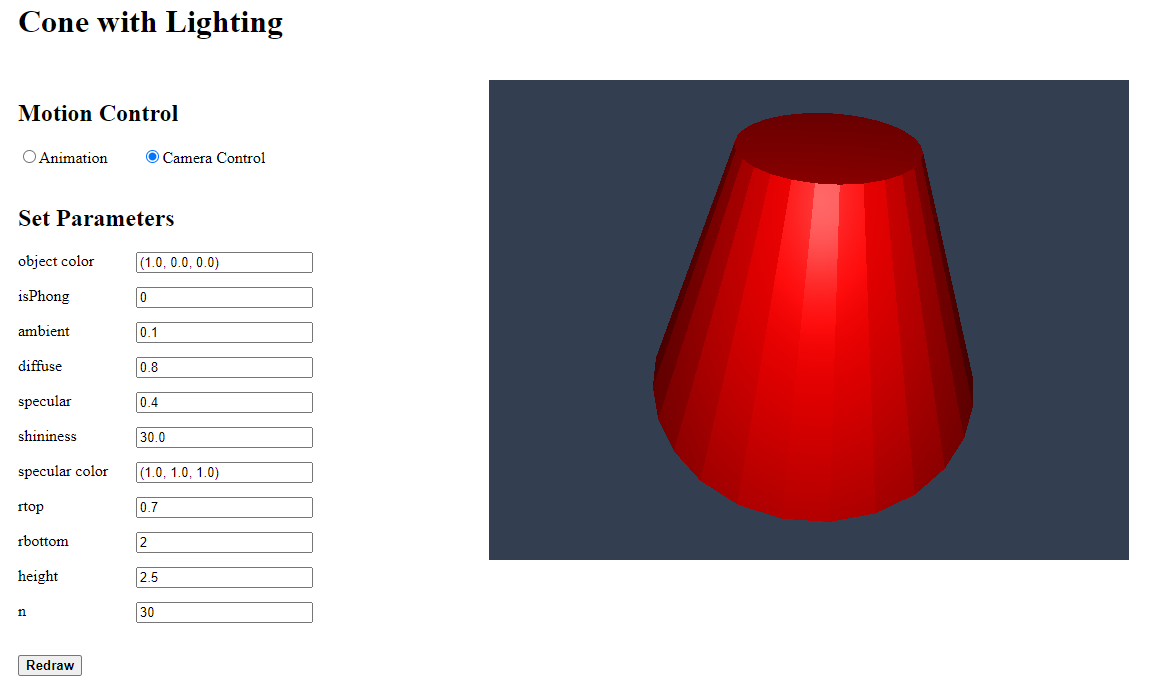 Cone with Lighting
Motion Control
Animation Camera Control
Set Parameters
object color (1.0, 0.0, 0.0)
isPhong 0
ambient 0.1
diffuse 0.8
specular 0.4
shininess 30.0
specular color (1.0, 1.0, 1.0)
rtop 0.7
rbottom 2
height 2.5
n 30
Redraw